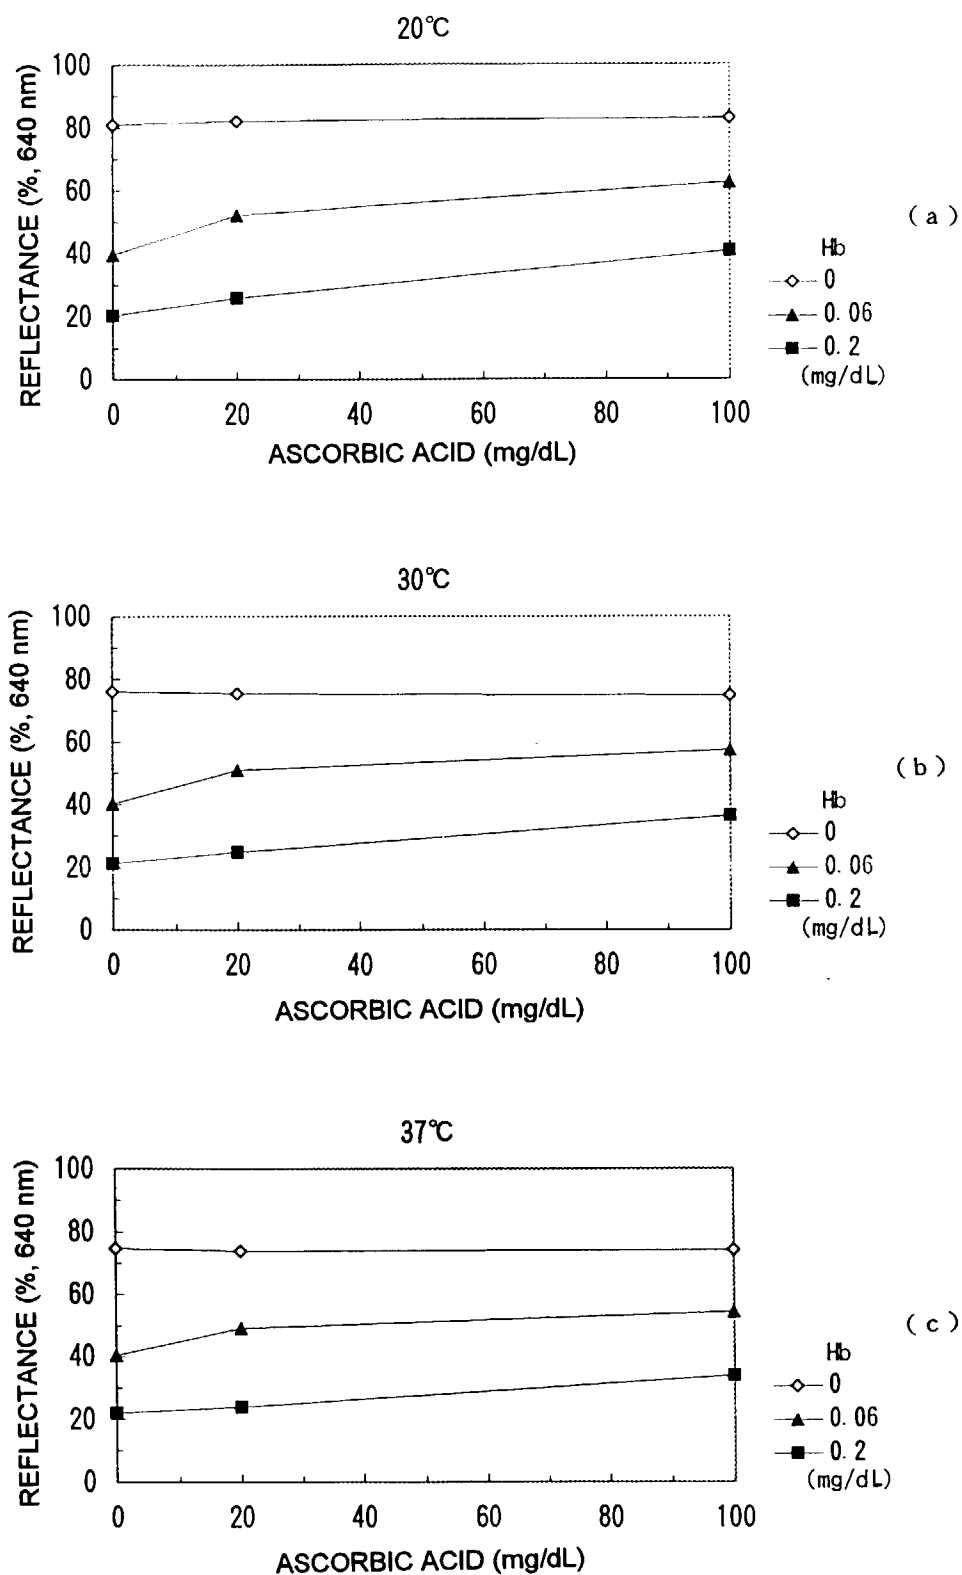 20℃
REFLECTANCE (%, 640 nm)
100
80
60
40
20
0
0 20 40 60 80 100
ASCORBIC ACID (mg/dL)
(a)
Hb
0
0.06
0.2
(mg/dL)
30℃
REFLECTANCE (%, 640 nm)
100
80
60
40
20
0
0 20 40 60 80 100
ASCORBIC ACID (mg/dL)
(b)
Hb
0
0.06
0.2
(mg/dL)
37℃
REFLECTANCE (%, 640 nm)
100
80
60
40
20
0
0 20 40 60 80 100
ASCORBIC ACID (mg/dL)
(c)
Hb
0
0.06
0.2
(mg/dL)